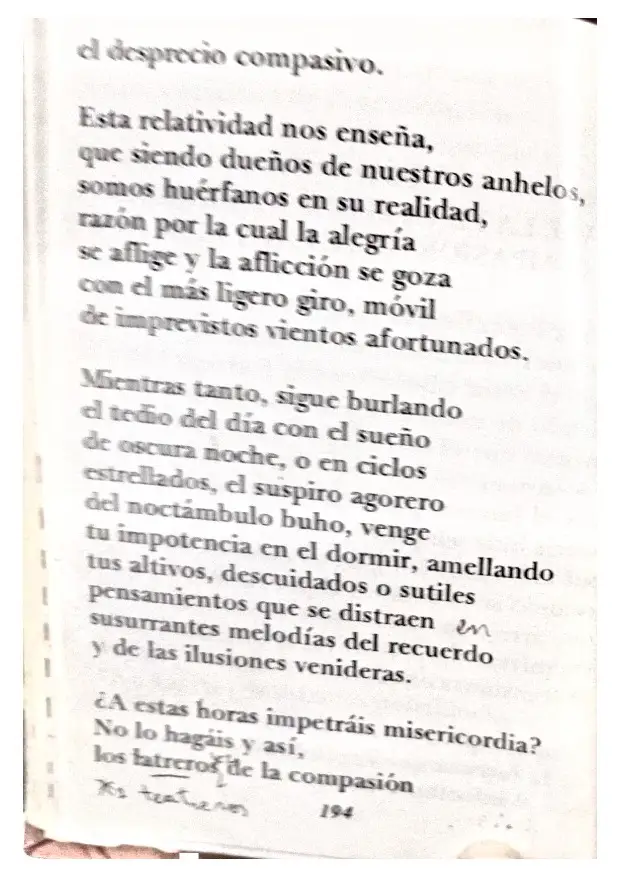 el desprecio compasivo.
Esta relatividad nos enseña,
que siendo dueños de nuestros anhelos,
somos huérfanos en su realidad,
razón por la cual la alegría
se aflige y la aflicción se goza
con el más ligero giro, móvil
de imprevistos vientos afortunados.
Mientras tanto, sigue burlando
el tedio del día con el sueño
de oscura noche, o en ciclos
estrellados, el suspiro agorero
del noctámbulo buho, venge
tu impotencia en el dormir, amellando
tus altivos, descuidados o sutiles
pensamientos que se distraen en
susurrantes melodías del recuerdo
y de las ilusiones venideras.
¿A estas horas impetráis misericordia?
No lo hagáis y así,
los tatreros de la compasión
194